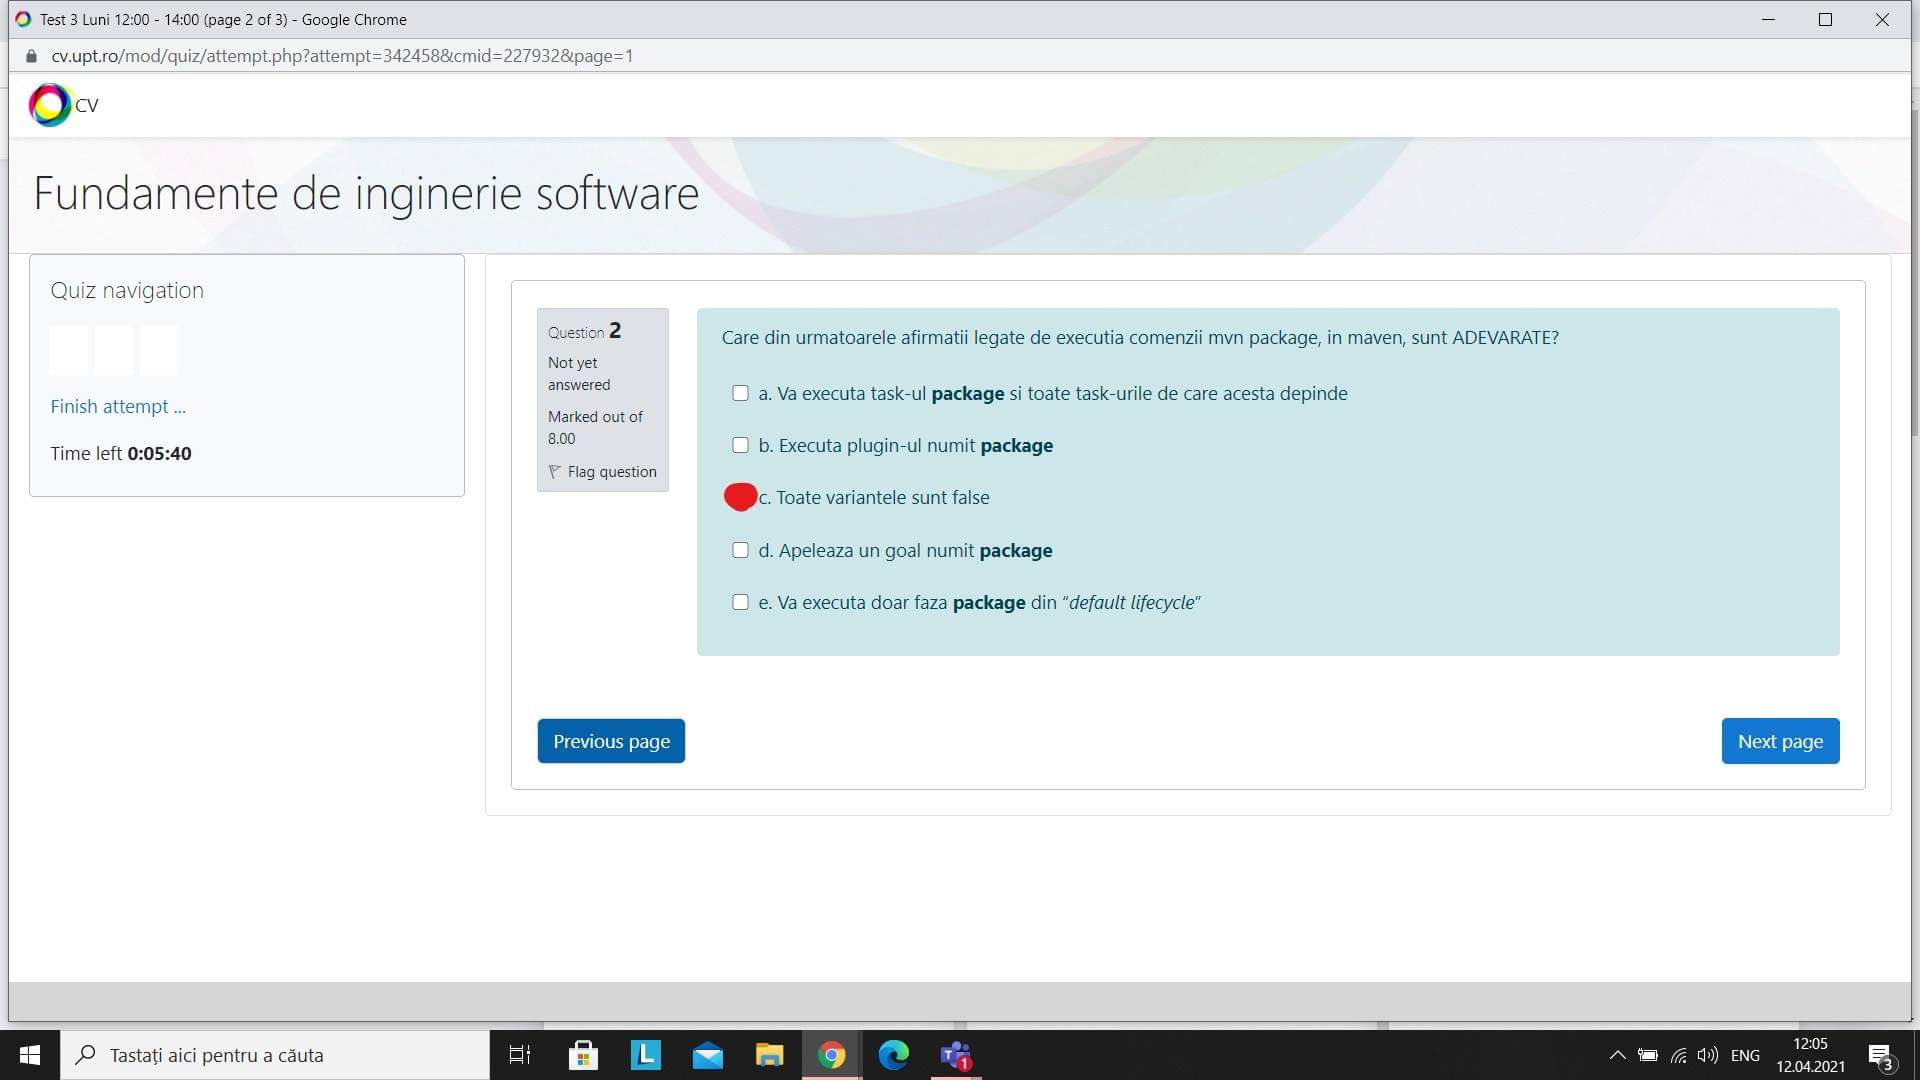 Test 3 Luni 12:00 - 14:00 (page 2 of 3) - Google Chrome
cv.upt.ro/mod/quiz/attempt.php?attempt=342458&cmid=227932&page=1
CV
Fundamente de inginerie software
Quiz navigation
Finish attempt ...
Time left 0:05:40
Question 2
Not yet
answered
Marked out of
8.00
Flag question
Care din urmatoarele afirmatii legate de executia comenzii mvn package, in maven, sunt ADEVARATE?
a. Va executa task-ul package si toate task-urile de care acesta depinde
b. Executa plugin-ul numit package
c. Toate variantele sunt false
d. Apeleaza un goal numit package
e. Va executa doar faza package din "default lifecycle"
Previous page
Next page
Tastați aici pentru a căuta
L
T
1
ENG
12:05
12.04.2021
3